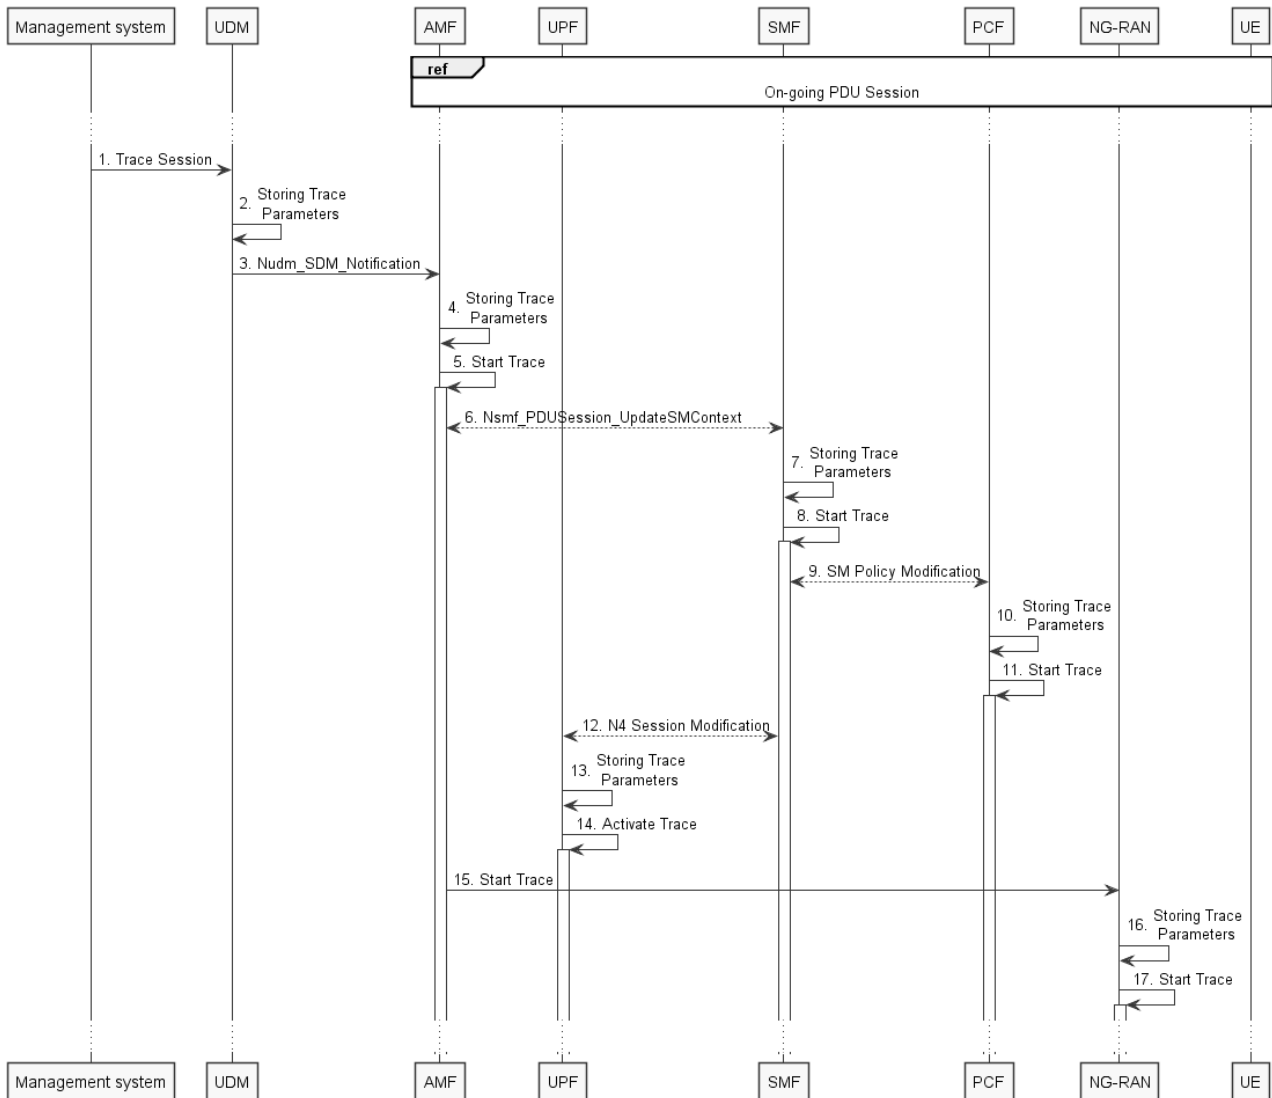 Management system UDM AMF UPF SMF PCF NG-RAN UE
ref
On-going PDU Session
1. Trace Session
2. Storing Trace
Parameters
3. Nudm_SDM_Notification
4. Storing Trace
Parameters
5. Start Trace
6. Nsmf_PDUSession_UpdateSMContext
7. Storing Trace
Parameters
8. Start Trace
9. SM Policy Modification
10. Storing Trace
Parameters
11. Start Trace
12. N4 Session Modification
13. Storing Trace
Parameters
14. Activate Trace
15. Start Trace
16. Storing Trace
Parameters
17. Start Trace
Management system UDM AMF UPF SMF PCF NG-RAN UE